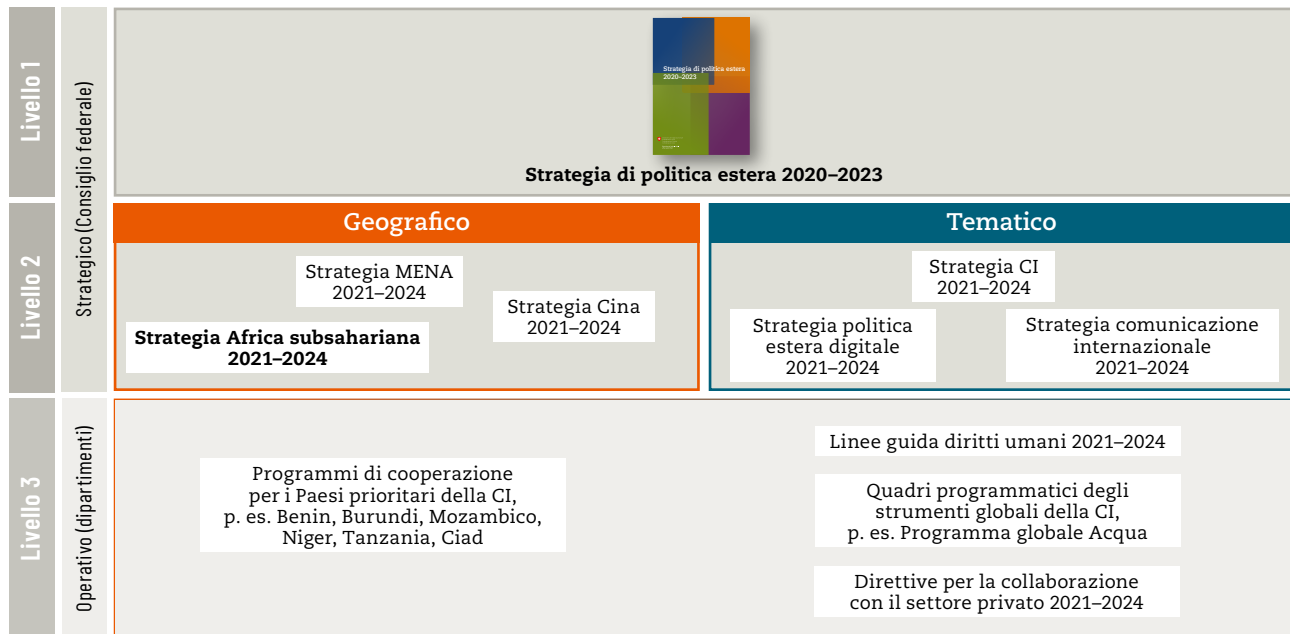 Livello 1
Strategico (Consiglio federale)
Strategia di politica estera
2020–2023
Strategia di politica estera 2020–2023
Livello 2
Geografico
Strategia MENA
2021–2024
Strategia Cina
2021–2024
Strategia Africa subsahariana
2021–2024
Tematico
Strategia CI
2021–2024
Strategia politica
estera digitale
2021–2024
Strategia comunicazione
internazionale
2021–2024
Livello 3
Operativo (dipartimenti)
Programmi di cooperazione
per i Paesi prioritari della CI,
p. es. Benin, Burundi, Mozambico,
Niger, Tanzania, Ciad
Linee guida diritti umani 2021–2024
Quadri programmatici degli
strumenti globali della CI,
p. es. Programma globale Acqua
Direttive per la collaborazione
con il settore privato 2021–2024